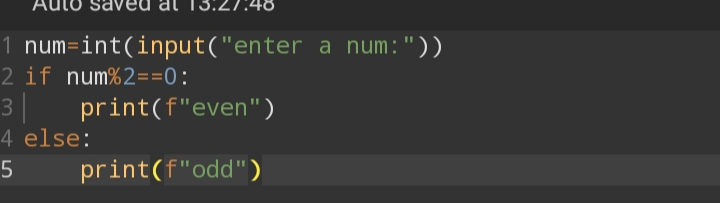 Auto saved at 13:27:48
1 num=int(input("enter a num:"))
2 if num%2==0:
3     print(f"even")
4 else:
5     print(f"odd")